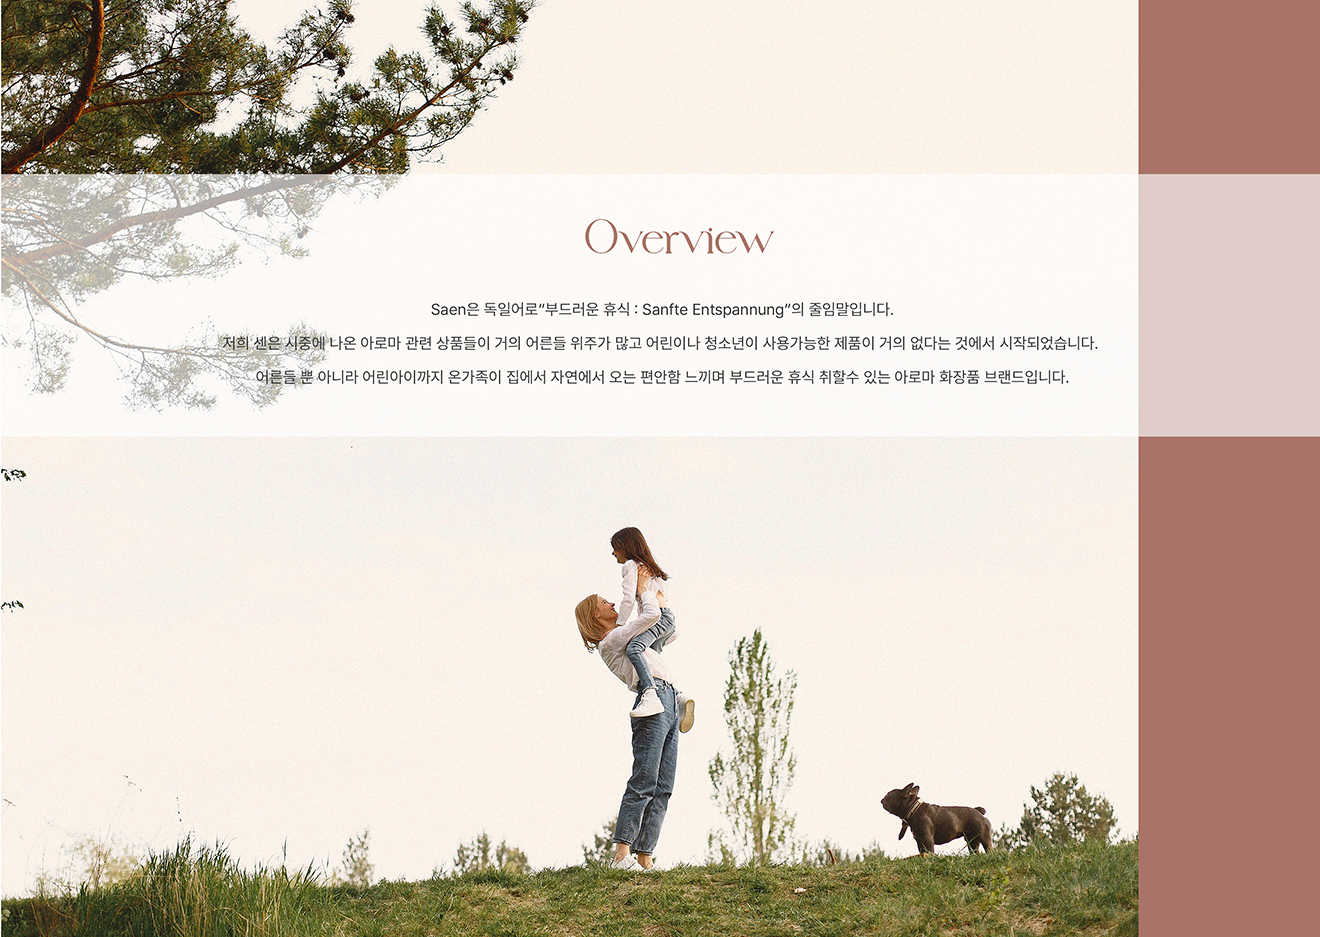 Overview
Saen은 독일어로“부드러운 휴식 : Sanfte Entspannung”의 줄임말입니다.
저희 센은 시중에 나온 아로마 관련 상품들이 거의 어른들 위주가 많고 어린이나 청소년이 사용가능한 제품이 거의 없다는 것에서 시작되었습니다.
어른들 뿐 아니라 어린아이까지 온가족이 집에서 자연에서 오는 편안함 느끼며 부드러운 휴식 취할수 있는 아로마 화장품 브랜드입니다.